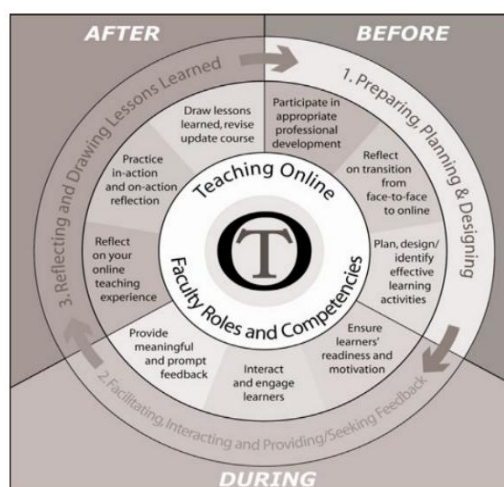 AFTER
BEFORE
1. Preparing, Planning & Designing
Participate in
appropriate
professional
development
Reflect
on transition
from
face-to-face
to online
Plan, design/
identify
effective
learning
activities
2.Facilitating, Interacting and Providing/Seeking Feedback
Ensure
learners'
readiness and
motivation
Interact
and engage
learners
Provide
meaningful
and prompt
feedback
3. Reflecting and Drawing Lessons Learned
Reflect
on your
online
teaching
experience
Practice
in-action
and on-action
reflection
Draw lessons
learned, revise
update course
Teaching Online
OT
Faculty Roles and Competencies
DURING